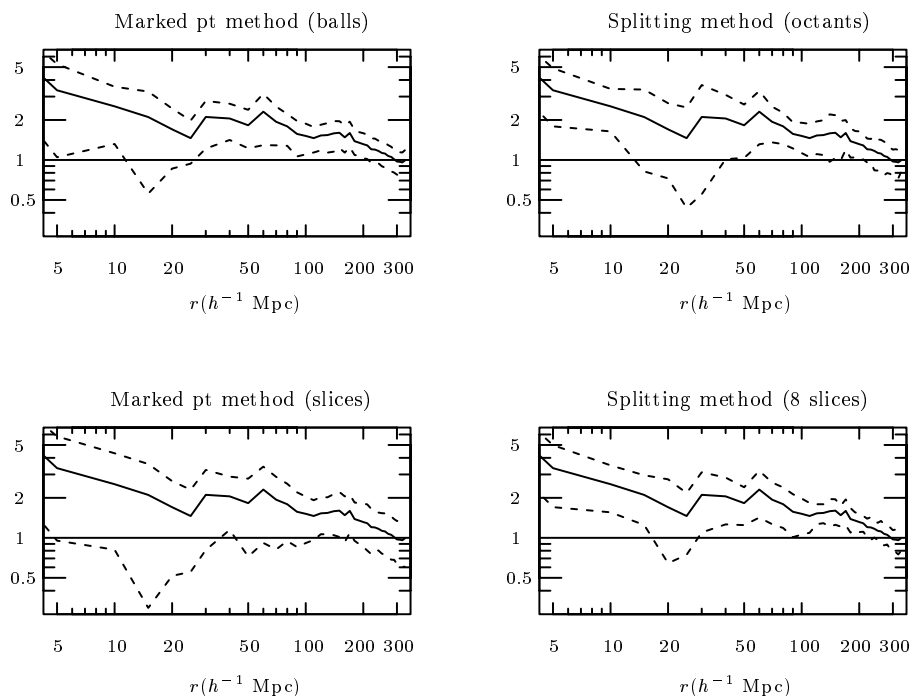 Marked pt method (balls)
5
2
1
0.5
5 10 20 50 100 200 300
r(h⁻¹ Mpc)
Splitting method (octants)
5
2
1
0.5
5 10 20 50 100 200 300
r(h⁻¹ Mpc)
Marked pt method (slices)
5
2
1
0.5
5 10 20 50 100 200 300
r(h⁻¹ Mpc)
Splitting method (8 slices)
5
2
1
0.5
5 10 20 50 100 200 300
r(h⁻¹ Mpc)